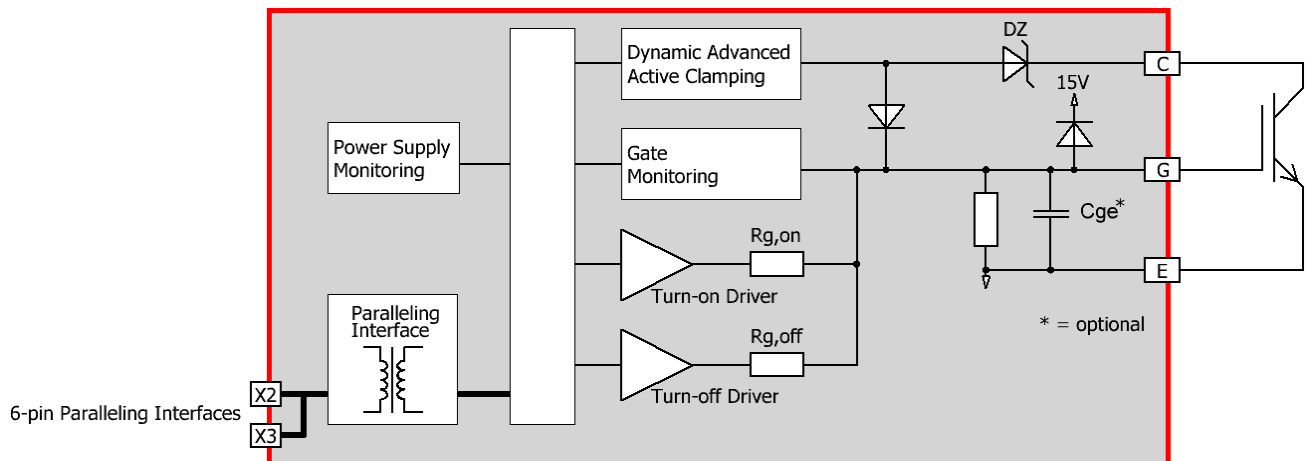 Dynamic Advanced
Active Clamping
DZ
C
15V
Power Supply
Monitoring
Gate
Monitoring
G
Cge*
Rg,on
E
Turn-on Driver
Paralleling
Interface
* = optional
Rg,off
Turn-off Driver
X2
6-pin Paralleling Interfaces
X3